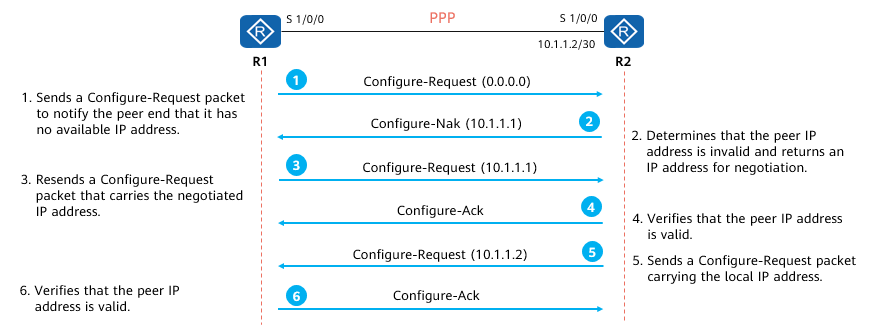 S 1/0/0
PPP
S 1/0/0
R
R
10.1.1.2/30
R1
R2
1
Configure-Request (0.0.0.0)
1. Sends a Configure-Request packet
to notify the peer end that it has
no available IP address.
Configure-Nak (10.1.1.1)
2
2. Determines that the peer IP
address is invalid and returns an
IP address for negotiation.
3
Configure-Request (10.1.1.1)
3. Resends a Configure-Request
packet that carries the negotiated
IP address.
Configure-Ack
4
4. Verifies that the peer IP address
is valid.
Configure-Request (10.1.1.2)
5
5. Sends a Configure-Request packet
carrying the local IP address.
6. Verifies that the peer IP
address is valid.
6
Configure-Ack